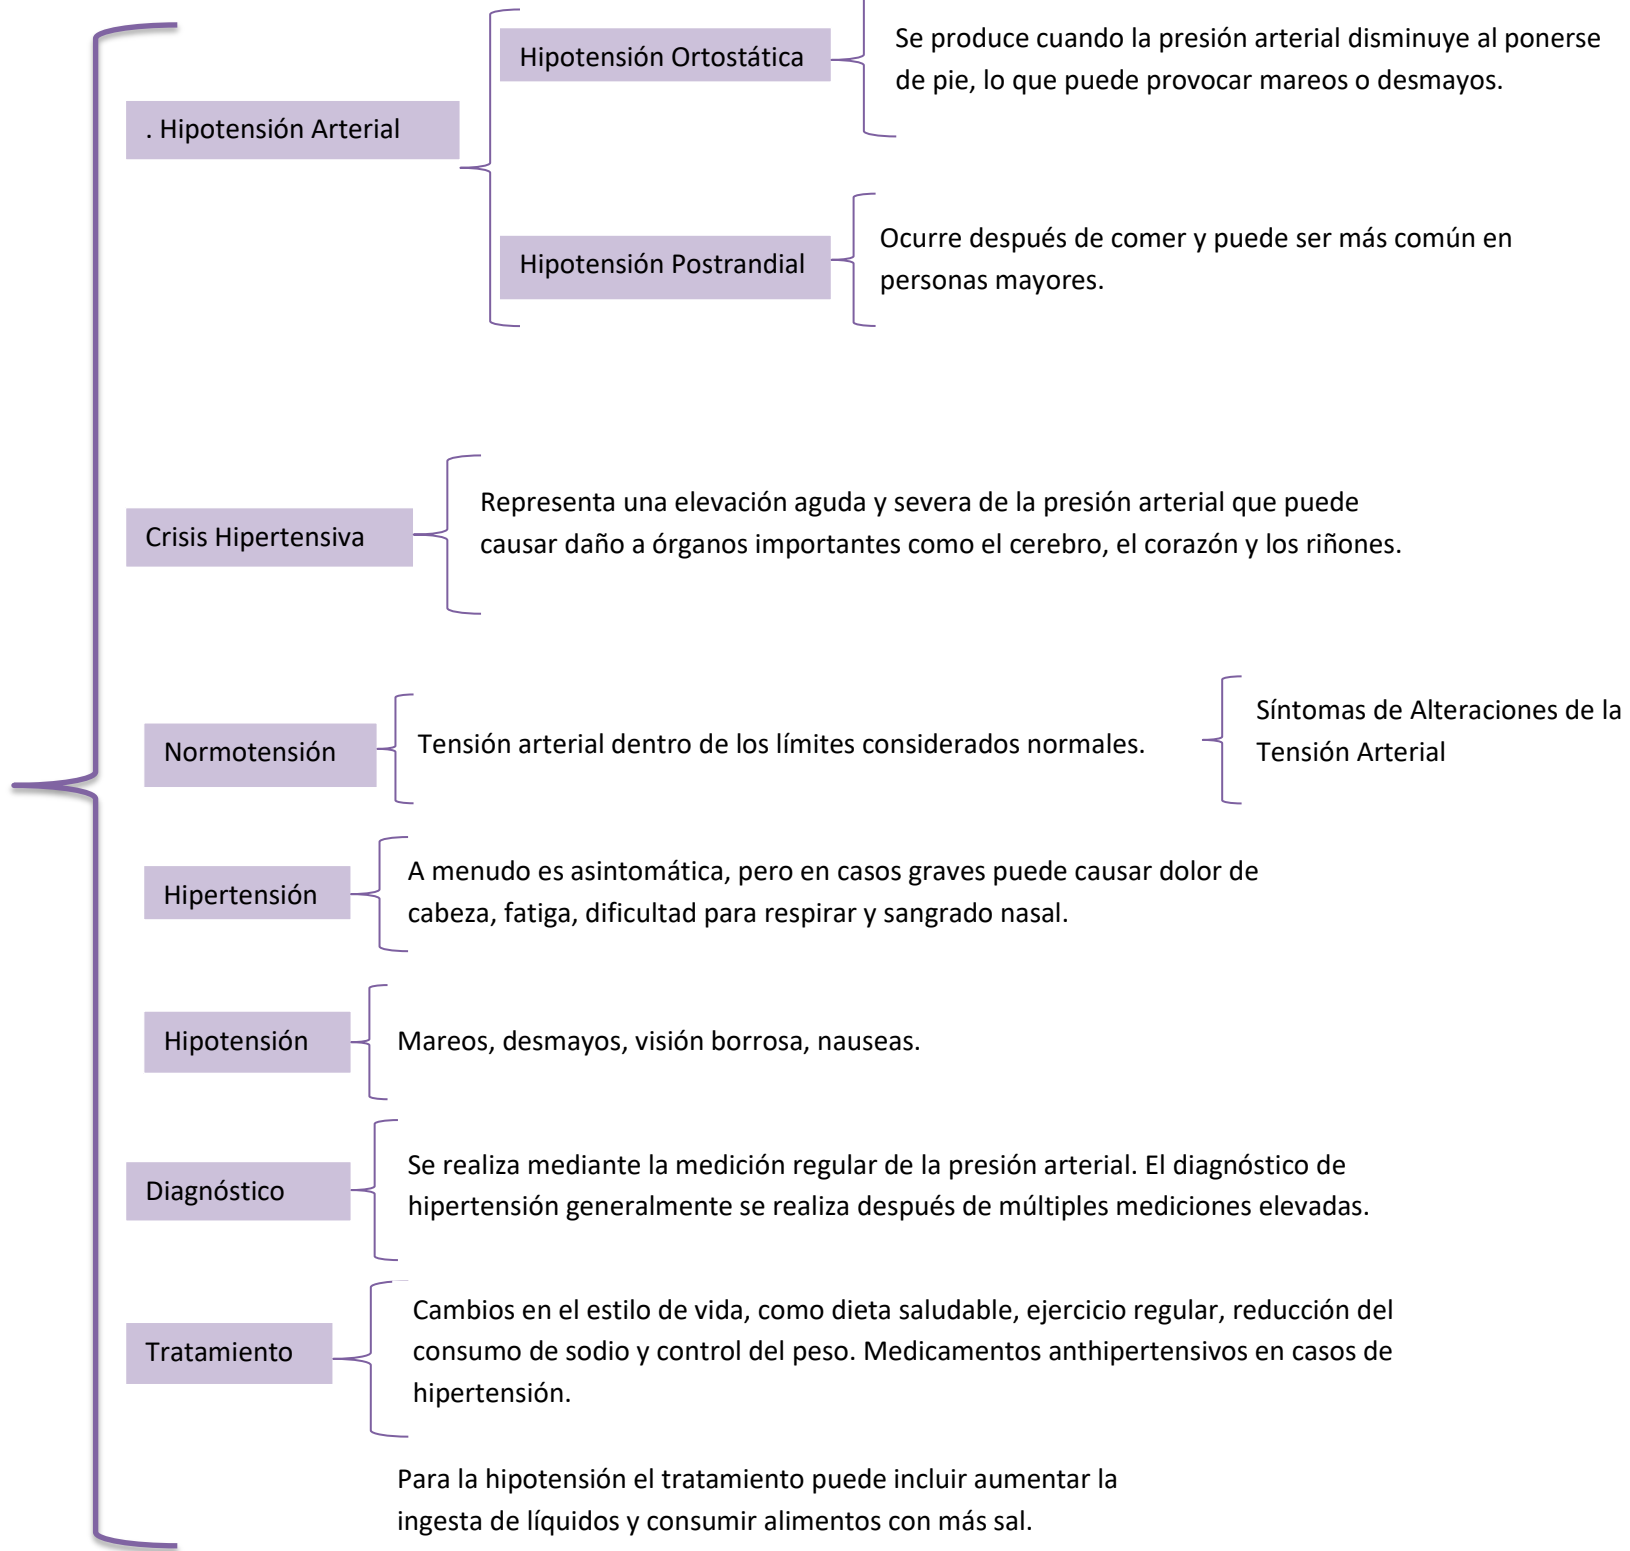 Hipotensión Ortostática
Se produce cuando la presión arterial disminuye al ponerse
de pie, lo que puede provocar mareos o desmayos.
. Hipotensión Arterial
Hipotensión Postrandial
Ocurre después de comer y puede ser más común en
personas mayores.
Crisis Hipertensiva
Representa una elevación aguda y severa de la presión arterial que puede
causar daño a órganos importantes como el cerebro, el corazón y los riñones.
Normotensión
Tensión arterial dentro de los límites considerados normales.
Síntomas de Alteraciones de la
Tensión Arterial
Hipertensión
A menudo es asintomática, pero en casos graves puede causar dolor de
cabeza, fatiga, dificultad para respirar y sangrado nasal.
Hipotensión
Mareos, desmayos, visión borrosa, nauseas.
Diagnóstico
Se realiza mediante la medición regular de la presión arterial. El diagnóstico de
hipertensión generalmente se realiza después de múltiples mediciones elevadas.
Tratamiento
Cambios en el estilo de vida, como dieta saludable, ejercicio regular, reducción del
consumo de sodio y control del peso. Medicamentos anthipertensivos en casos de
hipertensión.
Para la hipotensión el tratamiento puede incluir aumentar la
ingesta de líquidos y consumir alimentos con más sal.